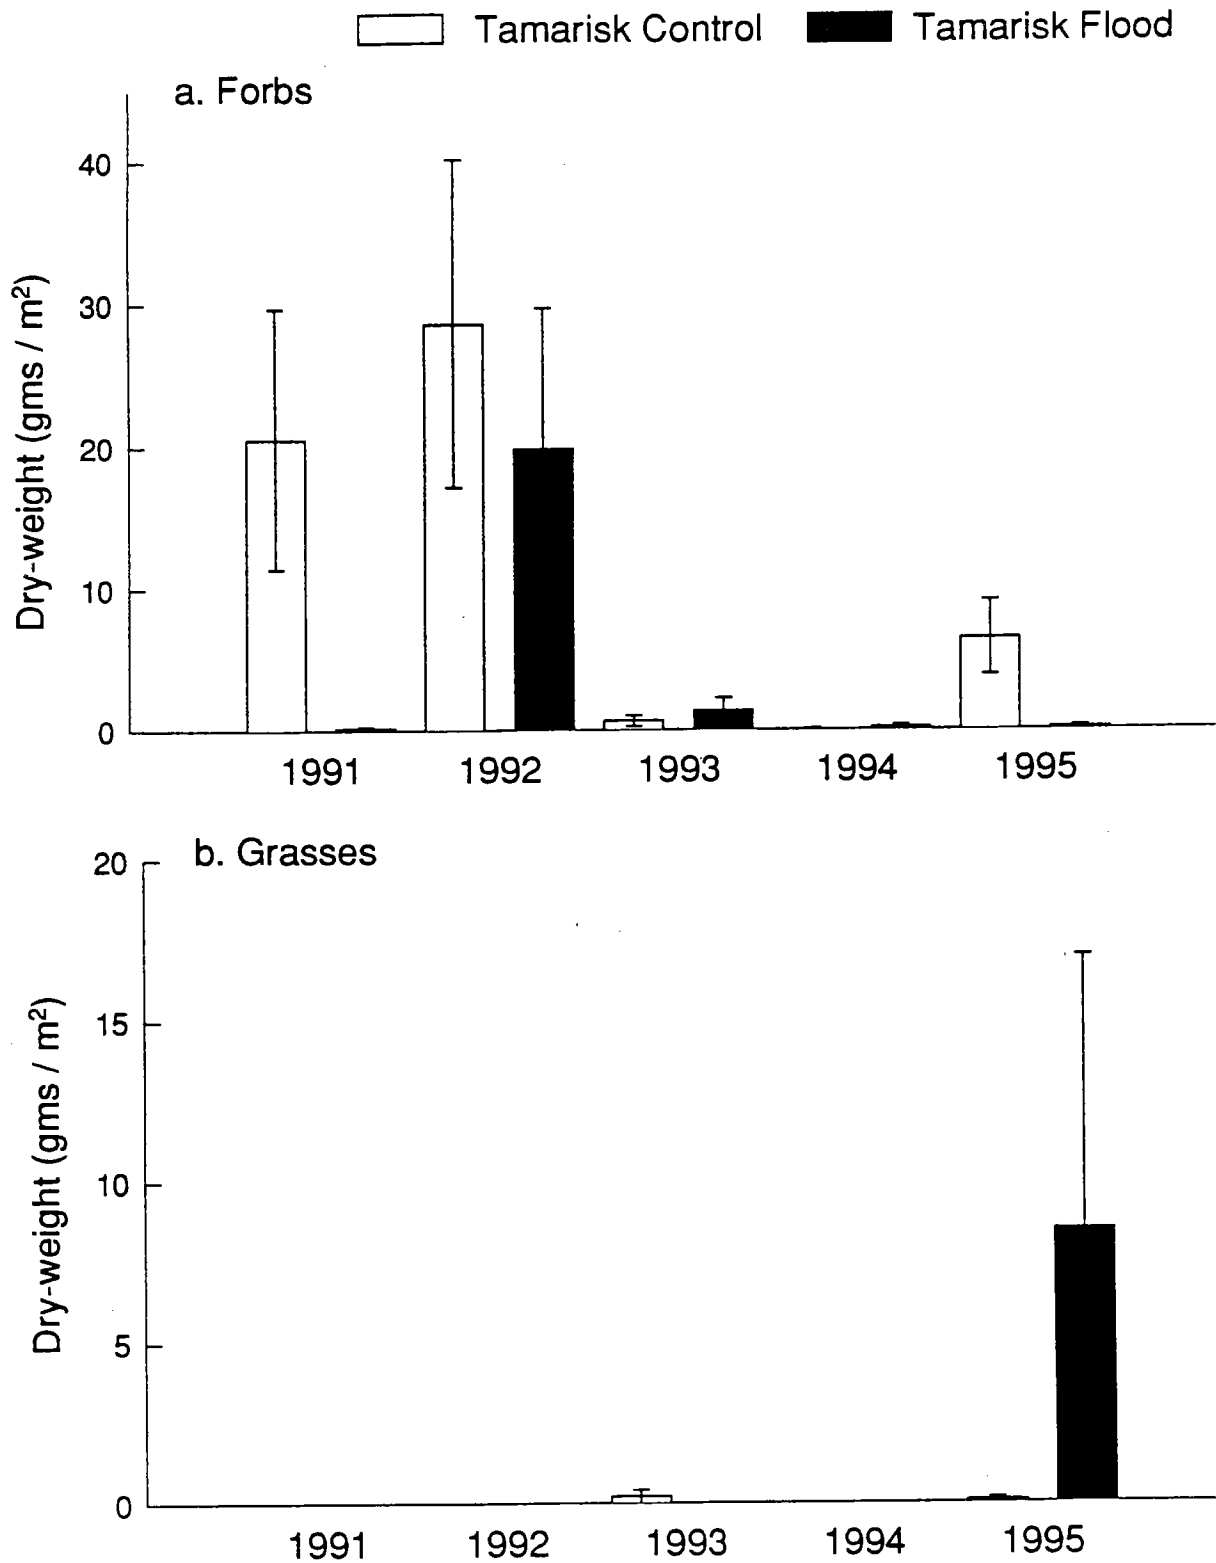 Tamarisk Control Tamarisk Flood
a. Forbs
40
30
20
10
0
Dry-weight (gms / m²)
1991 1992 1993 1994 1995
b. Grasses
20
15
10
5
0
Dry-weight (gms / m²)
1991 1992 1993 1994 1995